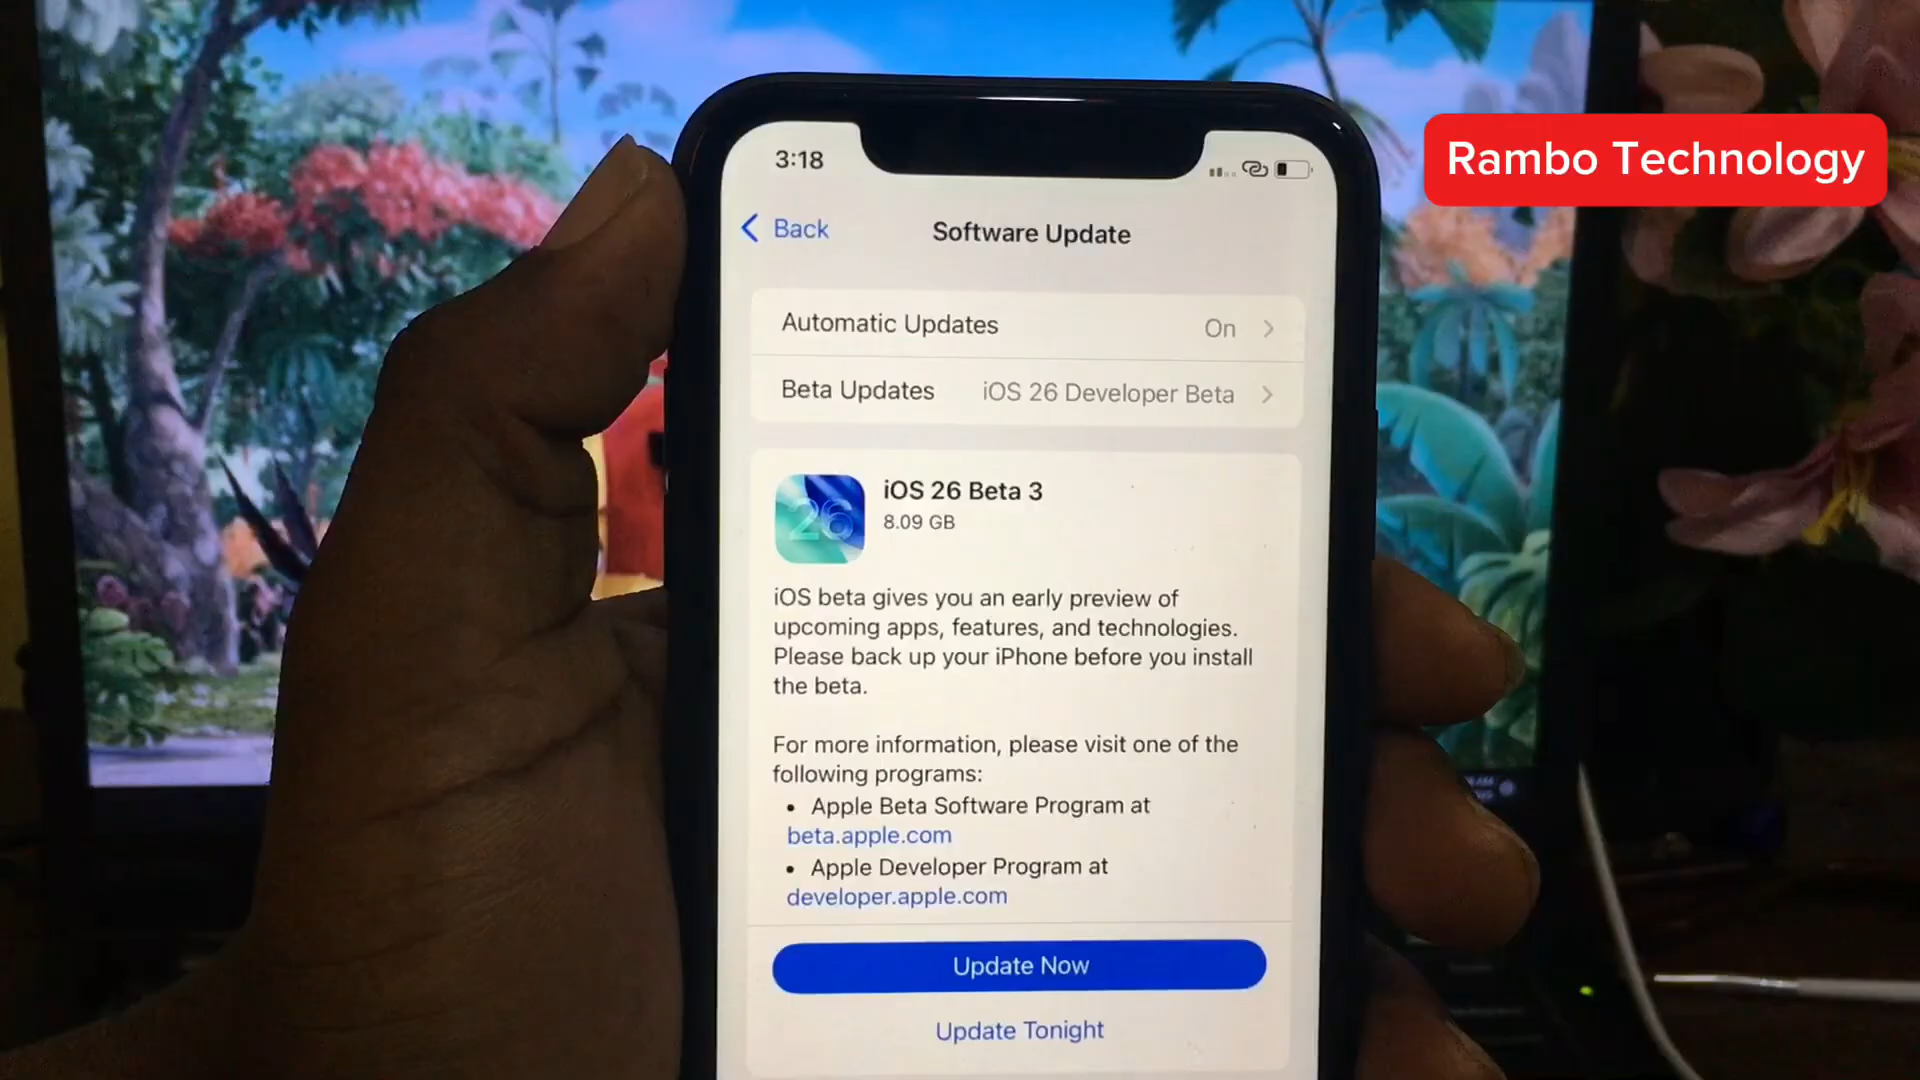 Rambo Technology
3:18
Back
Software Update
Automatic Updates On
Beta Updates iOS 26 Developer Beta
26
iOS 26 Beta 3
8.09 GB
iOS beta gives you an early preview of
upcoming apps, features, and technologies.
Please back up your iPhone before you install
the beta.
For more information, please visit one of the
following programs:
• Apple Beta Software Program at
beta.apple.com
• Apple Developer Program at
developer.apple.com
Update Now
Update Tonight